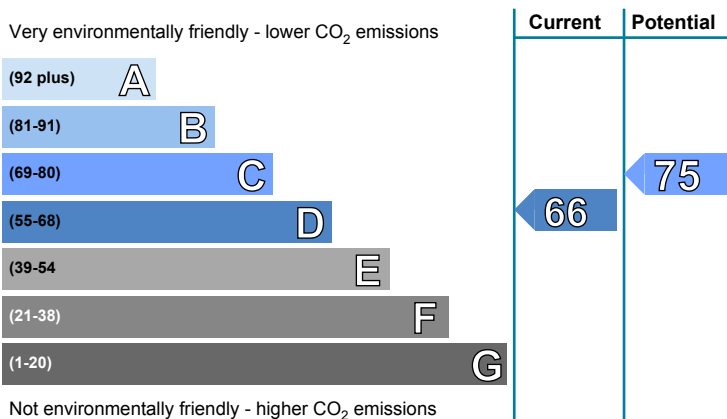 Very environmentally friendly - lower CO2 emissions
Current
Potential
(92 plus) A
(81-91) B
(69-80) C
(55-68) D
(39-54 E
(21-38) F
(1-20) G
66
75
Not environmentally friendly - higher CO2 emissions